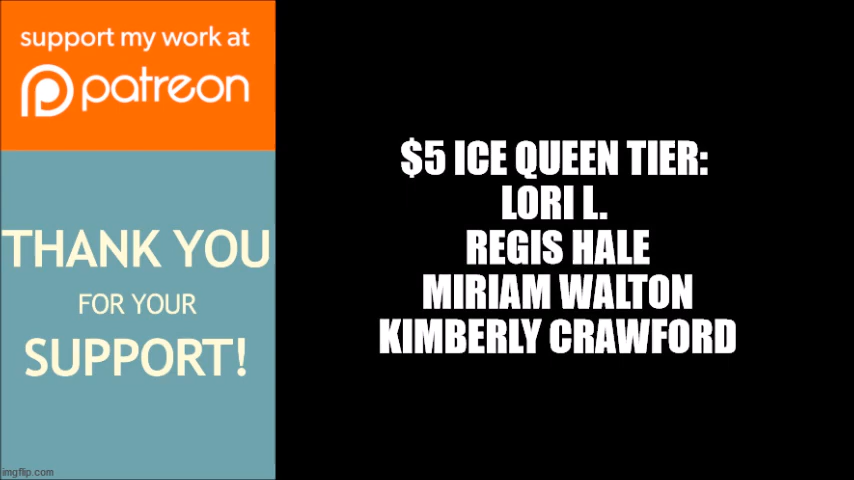 support my work at
patreon
THANK YOU
FOR YOUR
SUPPORT!
$5 ICE QUEEN TIER:
LORI L.
REGIS HALE
MIRIAM WALTON
KIMBERLY CRAWFORD
imgflip.com